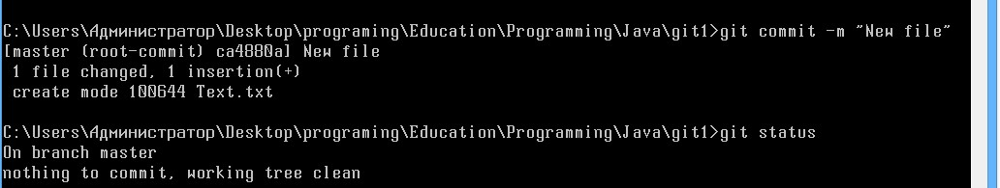 C:\Users\Администратор\Desktop\programing\Education\Programming\Java\git1>git commit -m "New file"
[master (root-commit) ca4880a] New file
 1 file changed, 1 insertion(+)
 create mode 100644 Text.txt
C:\Users\Администратор\Desktop\programing\Education\Programming\Java\git1>git status
On branch master
nothing to commit, working tree clean